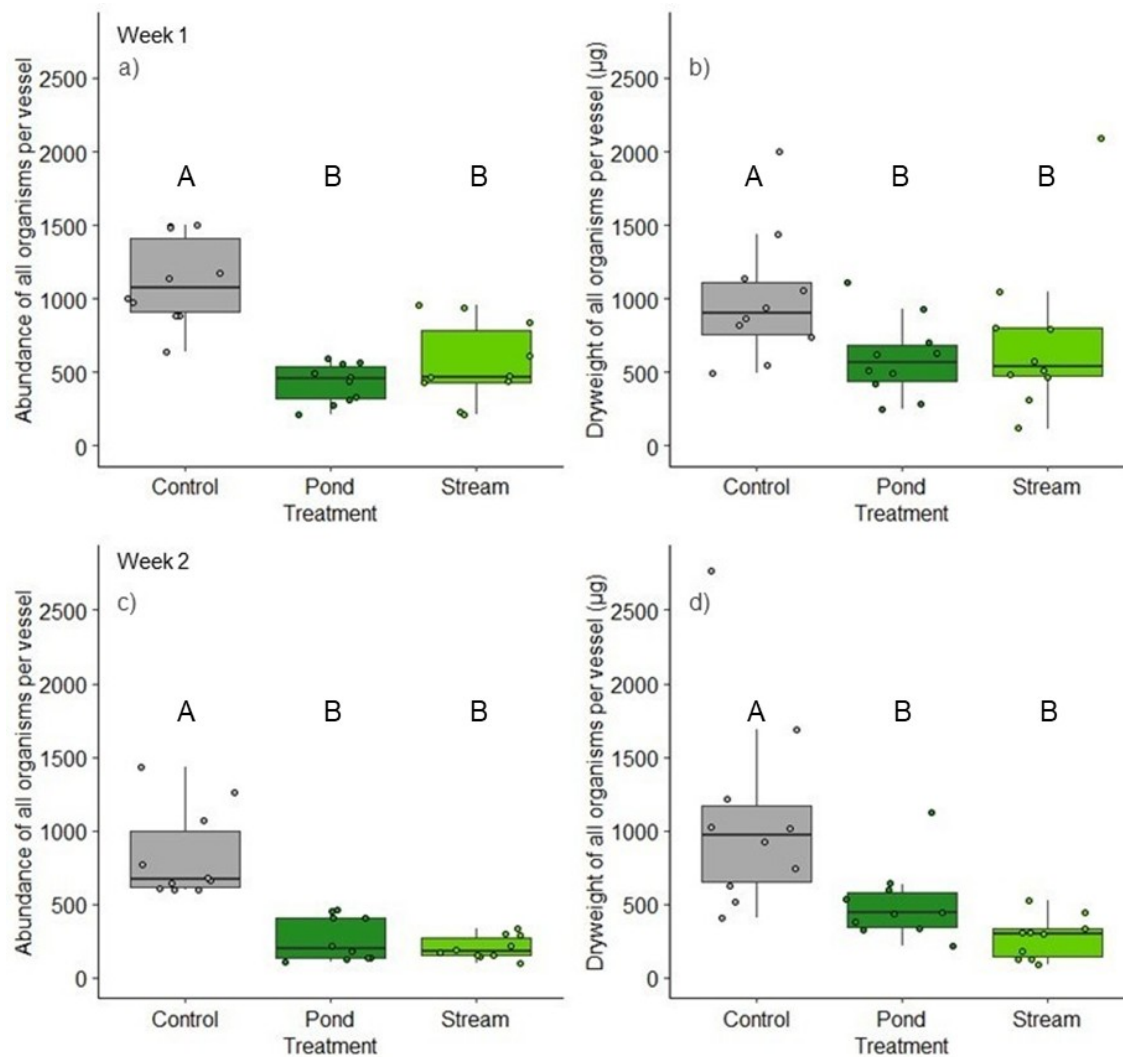 Week 1
a)
Abundance of all organisms per vessel
2500
2000
1500
1000
500
0
A
B
B
Control
Pond
Stream
Treatment
b)
Dryweight of all organisms per vessel (µg)
2500
2000
1500
1000
500
0
A
B
B
Control
Pond
Stream
Treatment
Week 2
c)
Abundance of all organisms per vessel
2500
2000
1500
1000
500
0
A
B
B
Control
Pond
Stream
Treatment
d)
Dryweight of all organisms per vessel (µg)
2500
2000
1500
1000
500
0
A
B
B
Control
Pond
Stream
Treatment